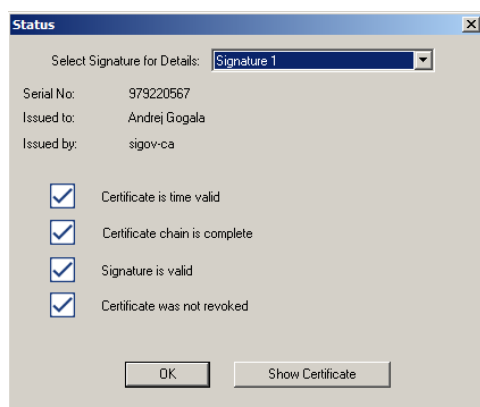 Status
Select Signature for Details: Signature 1
Serial No: 979220567
Issued to: Andrej Gogala
Issued by: sigov-ca
Certificate is time valid
Certificate chain is complete
Signature is valid
Certificate was not revoked
OK Show Certificate